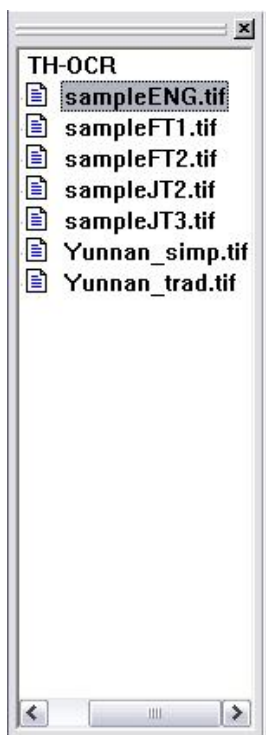 TH-OCR
sampleENG.tif
sampleFT1.tif
sampleFT2.tif
sampleJT2.tif
sampleJT3.tif
Yunnan_simp.tif
Yunnan_trad.tif